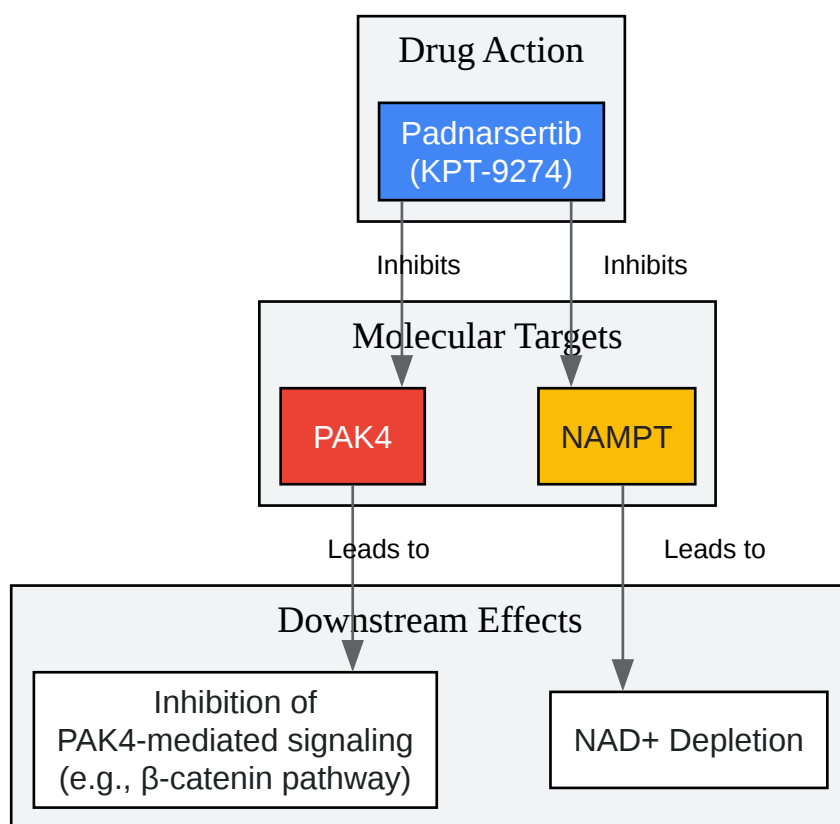 Drug Action
Padnarsertib
(KPT-9274)
Inhibits
Inhibits
Molecular Targets
PAK4
NAMPT
Leads to
Leads to
Downstream Effects
Inhibition of
PAK4-mediated signaling
(e.g., β-catenin pathway)
NAD+ Depletion